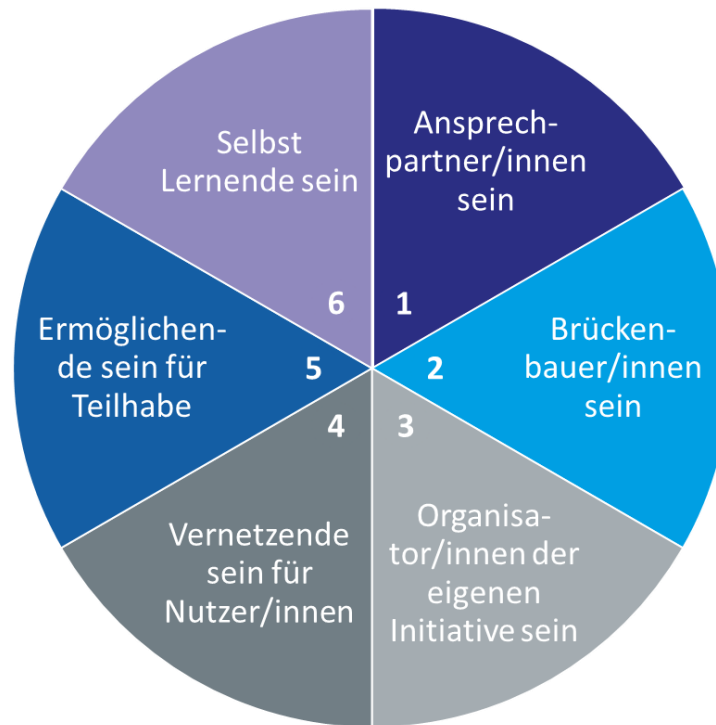 Ansprech-
partner/innen
sein
1
Brücken-
bauer/innen
sein
2
Organisa-
tor/innen der
eigenen
Initiative sein
3
Vernetzende
sein für
Nutzer/innen
4
Ermöglichen-
de sein für
Teilhabe
5
Selbst
Lernende sein
6